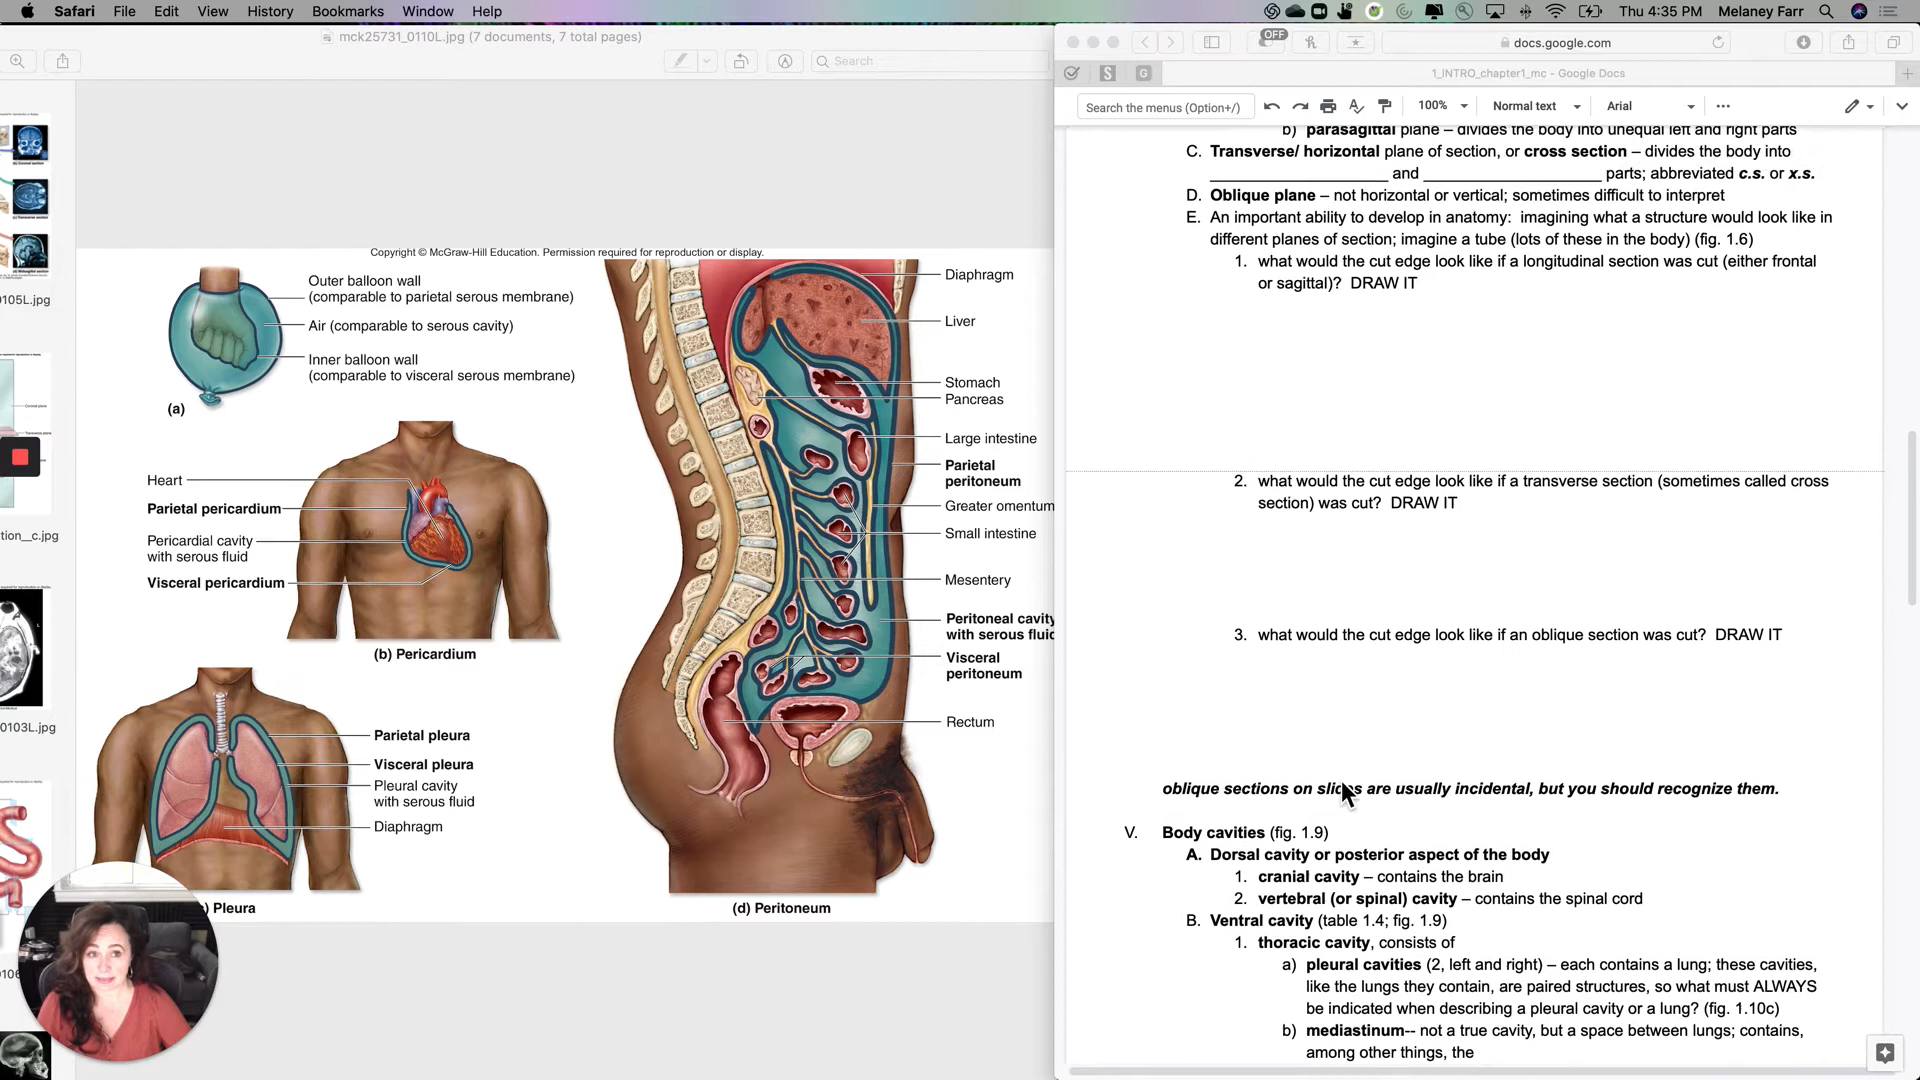 Safari File Edit View History Bookmarks Window Help
Thu 4:35 PM Melaney Farr
mck25731_0110L.jpg (7 documents, 7 total pages)
Search
OFF
docs.google.com
S G
1_INTRO_chapter1_mc - Google Docs
Search the menus (Option+/)
100% Normal text Arial
105L.jpg
tion__c.jpg
0103L.jpg
0106
Copyright © McGraw-Hill Education. Permission required for reproduction or display.
Outer balloon wall
(comparable to parietal serous membrane)
Air (comparable to serous cavity)
Inner balloon wall
(comparable to visceral serous membrane)
(a)
Heart
Parietal pericardium
Pericardial cavity
with serous fluid
Visceral pericardium
(b) Pericardium
Parietal pleura
Visceral pleura
Pleural cavity
with serous fluid
Diaphragm
) Pleura
Diaphragm
Liver
Stomach
Pancreas
Large intestine
Parietal
peritoneum
Greater omentum
Small intestine
Mesentery
Peritoneal cavity
with serous fluid
Visceral
peritoneum
Rectum
(d) Peritoneum
b) parasagittal plane – divides the body into unequal left and right parts
C. Transverse/ horizontal plane of section, or cross section – divides the body into
____________________ and ____________________ parts; abbreviated c.s. or x.s.
D. Oblique plane – not horizontal or vertical; sometimes difficult to interpret
E. An important ability to develop in anatomy: imagining what a structure would look like in
different planes of section; imagine a tube (lots of these in the body) (fig. 1.6)
1. what would the cut edge look like if a longitudinal section was cut (either frontal
or sagittal)? DRAW IT
2. what would the cut edge look like if a transverse section (sometimes called cross
section) was cut? DRAW IT
3. what would the cut edge look like if an oblique section was cut? DRAW IT
oblique sections on slides are usually incidental, but you should recognize them.
V. Body cavities (fig. 1.9)
A. Dorsal cavity or posterior aspect of the body
1. cranial cavity – contains the brain
2. vertebral (or spinal) cavity – contains the spinal cord
B. Ventral cavity (table 1.4; fig. 1.9)
1. thoracic cavity, consists of
a) pleural cavities (2, left and right) – each contains a lung; these cavities,
like the lungs they contain, are paired structures, so what must ALWAYS
be indicated when describing a pleural cavity or a lung? (fig. 1.10c)
b) mediastinum-- not a true cavity, but a space between lungs; contains,
among other things, the